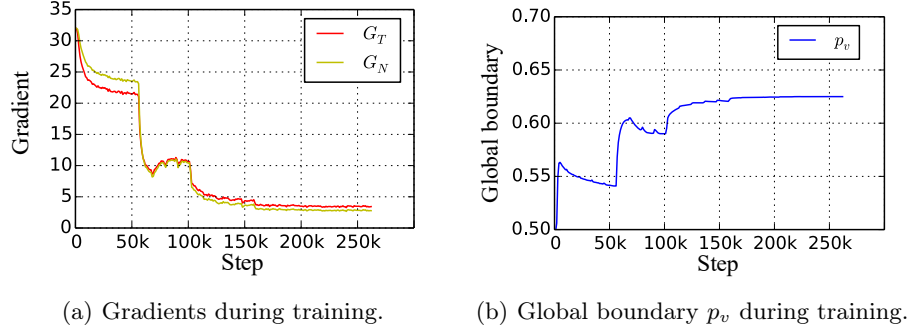 35
30
25
20
15
10
5
0
Gradient
G_T
G_N
0 50k 100k 150k 200k 250k
Step
(a) Gradients during training.
0.70
0.65
0.60
0.55
0.50
Global boundary
p_v
0 50k 100k 150k 200k 250k
Step
(b) Global boundary p_v during training.